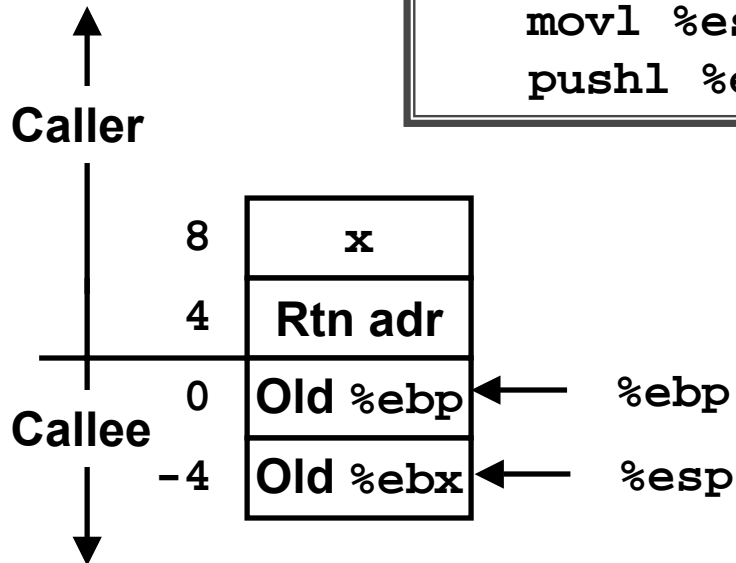 movl %es
pushl %e
Caller
8 x
4 Rtn adr
0 Old %ebp %ebp
Callee
-4 Old %ebx %esp